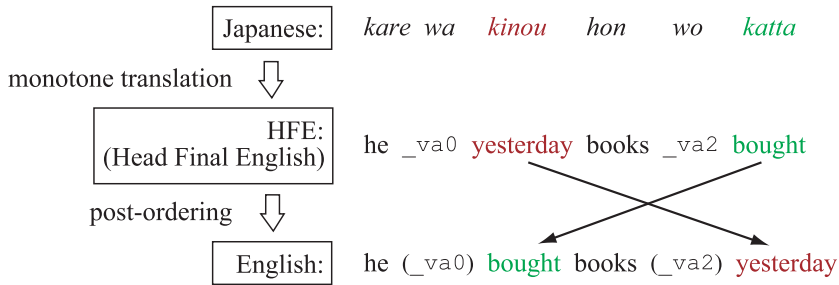 Japanese: kare wa kinou hon wo katta
monotone translation
HFE:
(Head Final English) he _va0 yesterday books _va2 bought
post-ordering
English: he (_va0) bought books (_va2) yesterday